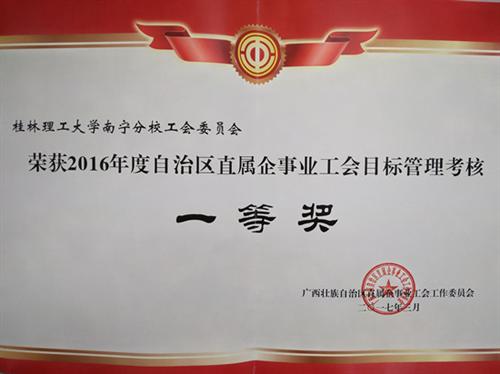 桂林理工大学南宁分校工会委员会
荣获2016年度自治区直属企事业工会目标管理考核
一等奖
广西壮族自治区直属企事业工会工作委员会
二〇一七年三月